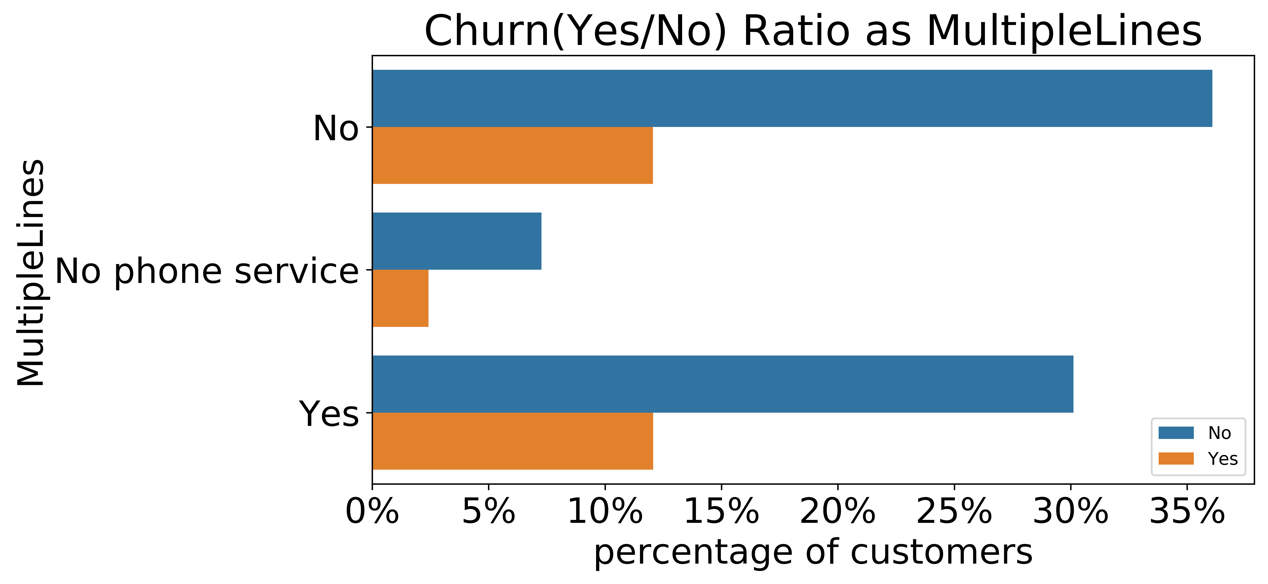 Churn(Yes/No) Ratio as MultipleLines
MultipleLines
No
No phone service
Yes
No
Yes
0% 5% 10% 15% 20% 25% 30% 35%
percentage of customers